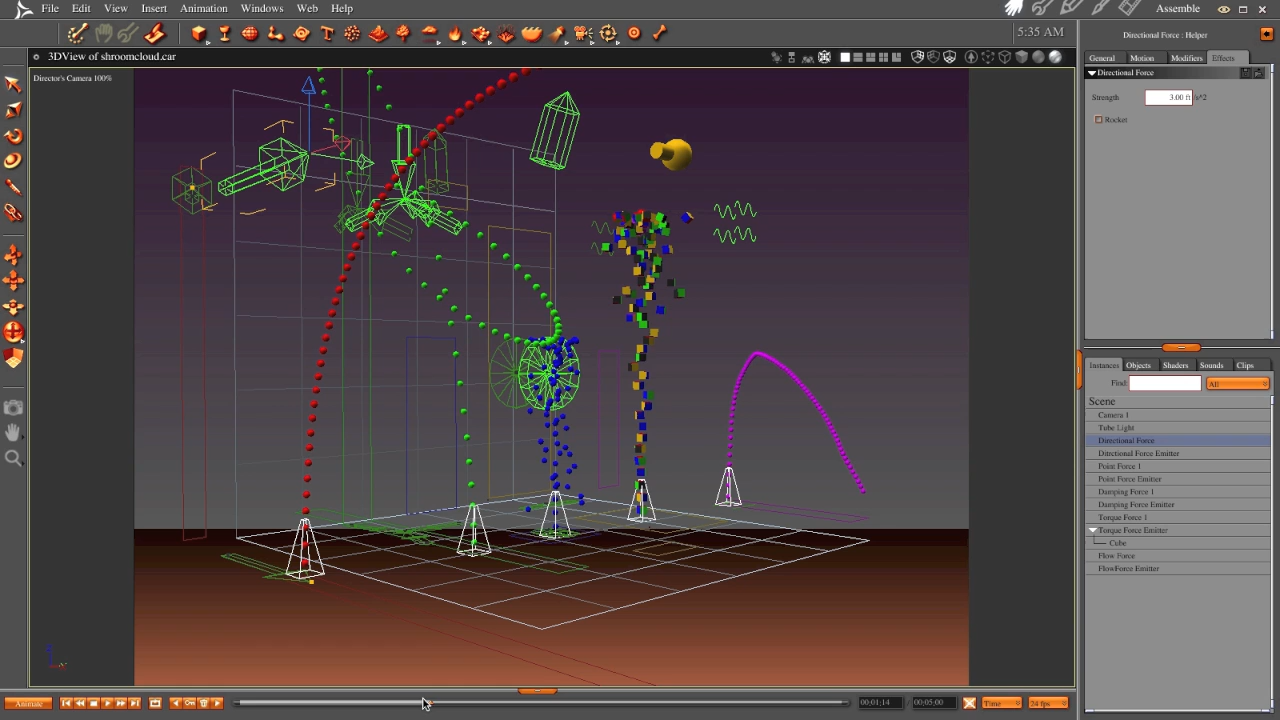 File Edit View Insert Animation Windows Web Help
Assemble
5:35 AM
3DView of shroomcloud.car
Director's Camera 100%
Directional Force : Helper
General Motion Modifiers Effects
Directional Force
Strength 3.00 ft /s^2
Rocket
Instances Objects Shaders Sounds Clips
Find: All
Scene
Camera 1
Tube Light
Directional Force
Ditrctional Force Emitter
Point Force 1
Point Force Emitter
Damping Force 1
Damping Force Emitter
Torque Force 1
Torque Force Emitter
Cube
Flow Force
FlowForce Emitter
Animate
00;01;14 / 00;05;00 Time 24 fps